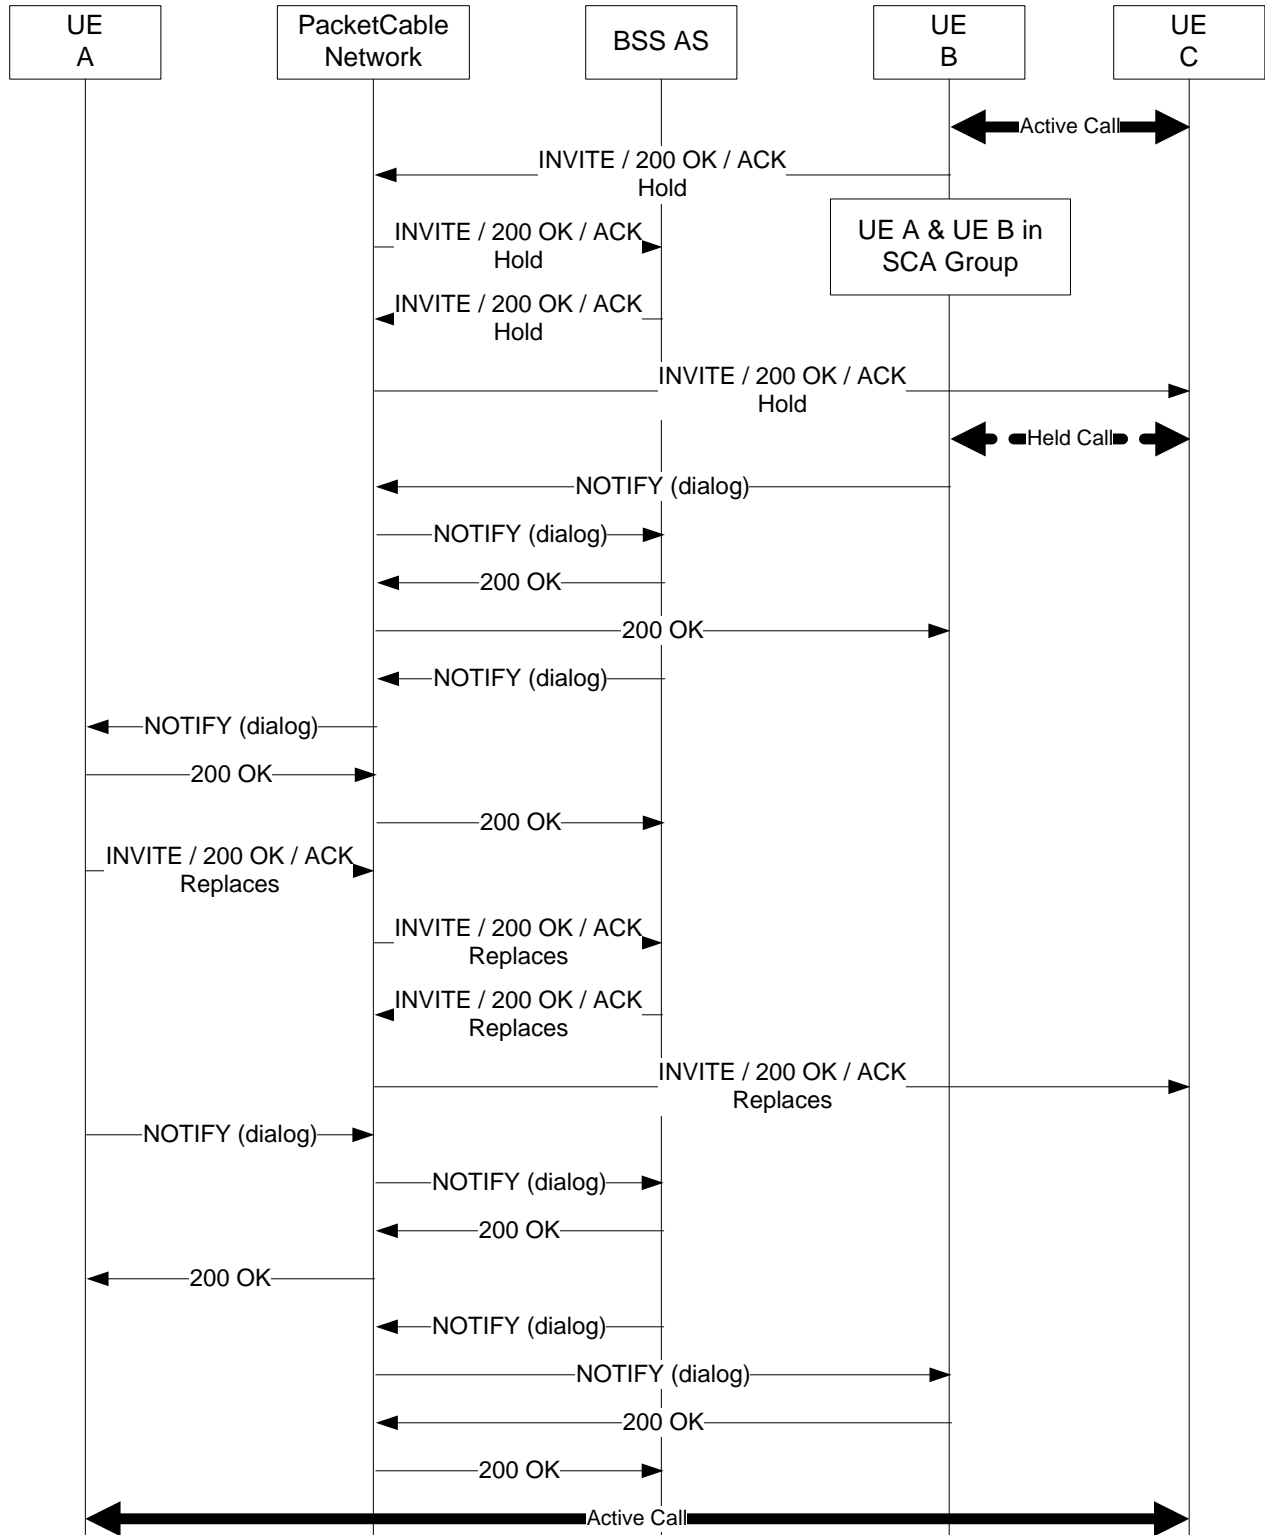 UE
A
PacketCable
Network
BSS AS
UE
B
UE
C
Active Call
INVITE / 200 OK / ACK
Hold
UE A & UE B in
SCA Group
INVITE / 200 OK / ACK
Hold
INVITE / 200 OK / ACK
Hold
INVITE / 200 OK / ACK
Hold
Held Call
NOTIFY (dialog)
NOTIFY (dialog)
200 OK
200 OK
NOTIFY (dialog)
NOTIFY (dialog)
200 OK
200 OK
INVITE / 200 OK / ACK
Replaces
INVITE / 200 OK / ACK
Replaces
INVITE / 200 OK / ACK
Replaces
INVITE / 200 OK / ACK
Replaces
NOTIFY (dialog)
NOTIFY (dialog)
200 OK
200 OK
NOTIFY (dialog)
NOTIFY (dialog)
200 OK
200 OK
Active Call